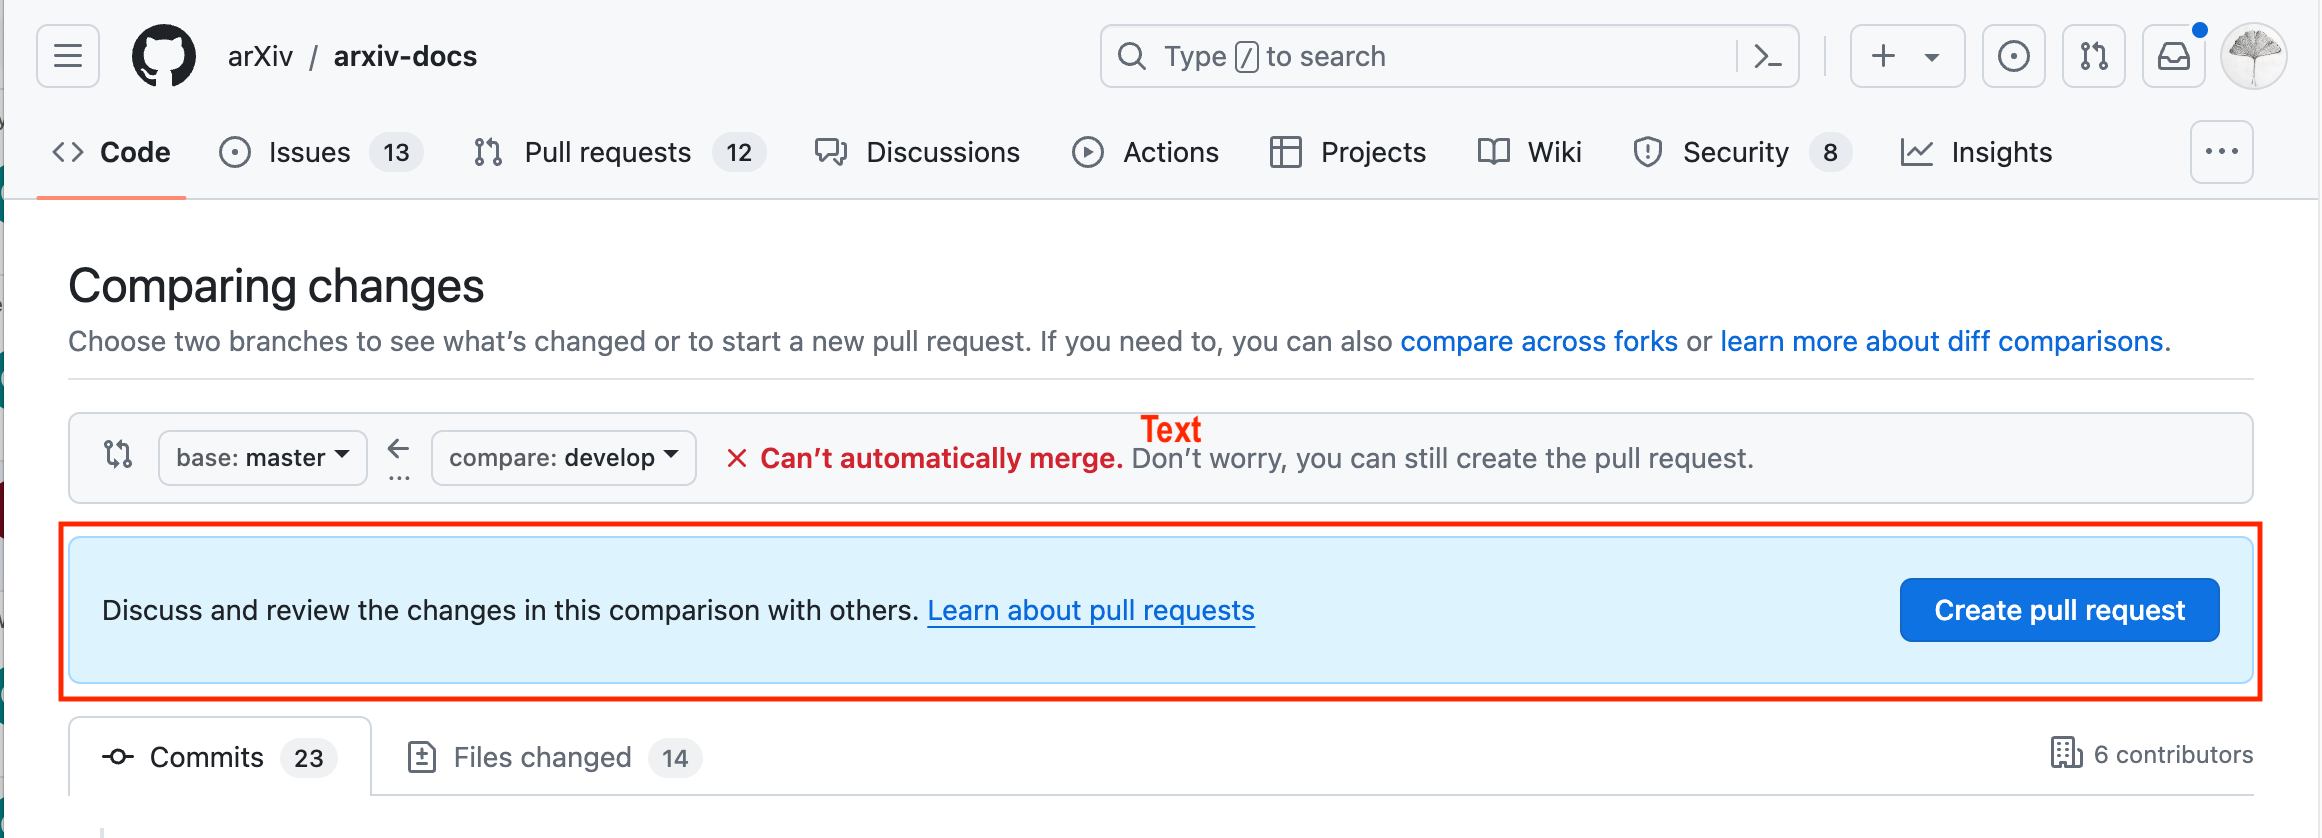 arXiv / arxiv-docs
Type / to search
Code
Issues 13
Pull requests 12
Discussions
Actions
Projects
Wiki
Security 8
Insights
Comparing changes
Choose two branches to see what’s changed or to start a new pull request. If you need to, you can also compare across forks or learn more about diff comparisons.
Text
base: master
compare: develop
Can’t automatically merge. Don’t worry, you can still create the pull request.
Discuss and review the changes in this comparison with others. Learn about pull requests
Create pull request
Commits 23
Files changed 14
6 contributors